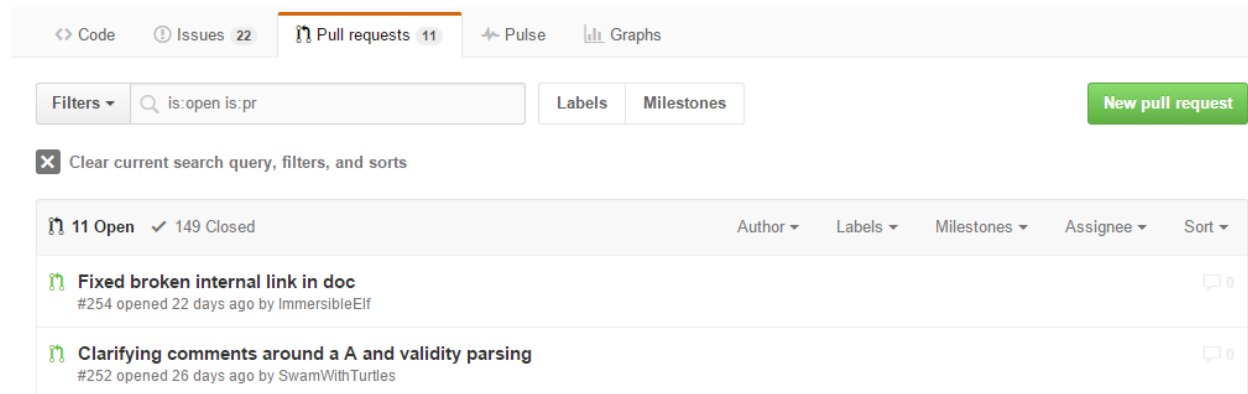 Code Issues 22 Pull requests 11 Pulse Graphs
Filters is:open is:pr Labels Milestones New pull request
Clear current search query, filters, and sorts
11 Open 149 Closed Author Labels Milestones Assignee Sort
Fixed broken internal link in doc 0
#254 opened 22 days ago by ImmersibleElf
Clarifying comments around a A and validity parsing 0
#252 opened 26 days ago by SwamWithTurtles